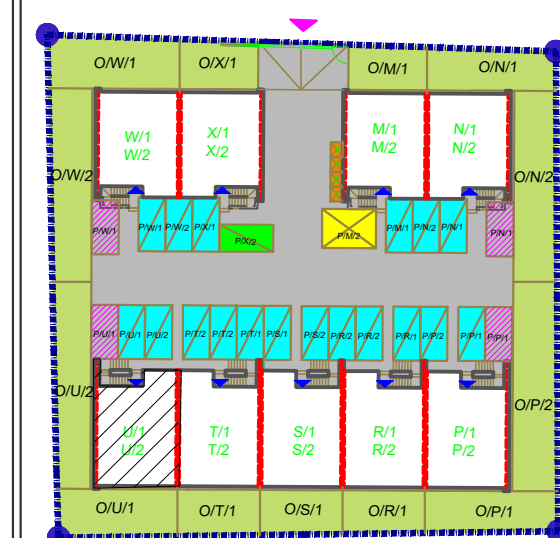 O/W/1
O/X/1
O/M/1
O/N/1
W/1
W/2
X/1
X/2
M/1
M/2
N/1
N/2
O/W/2
O/N/2
P/W/1
P/W/1
P/W/2
P/X/1
P/X/2
P/M/2
P/M/1
P/N/2
P/N/1
P/N/1
P/U/1
P/U/1
P/U/2
P/T/2
P/T/2
P/T/1
P/S/1
P/S/2
P/R/2
P/R/2
P/R/1
P/P/2
P/P/1
P/P/1
O/U/2
O/P/2
U/1
U/2
T/1
T/2
S/1
S/2
R/1
R/2
P/1
P/2
O/U/1
O/T/1
O/S/1
O/R/1
O/P/1